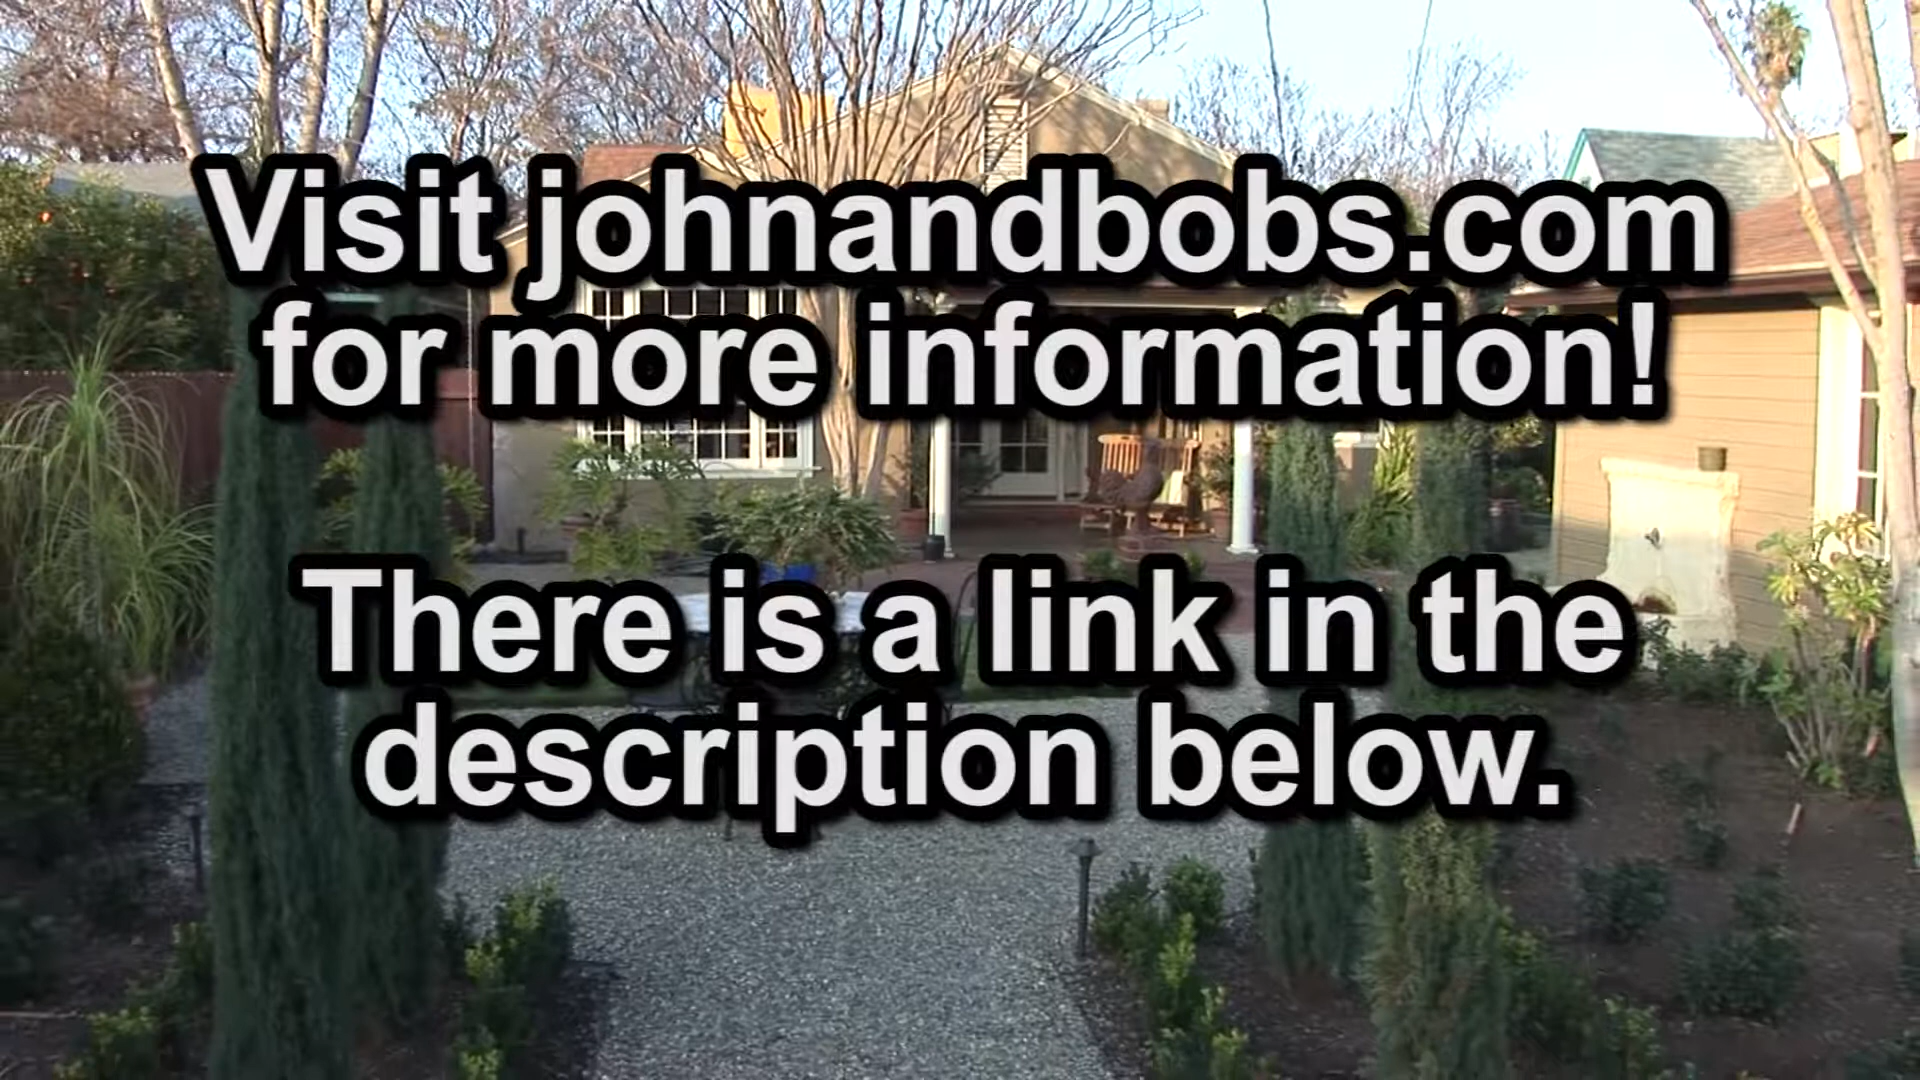 Visit johnandbobs.com
for more information!
There is a link in the
description below.